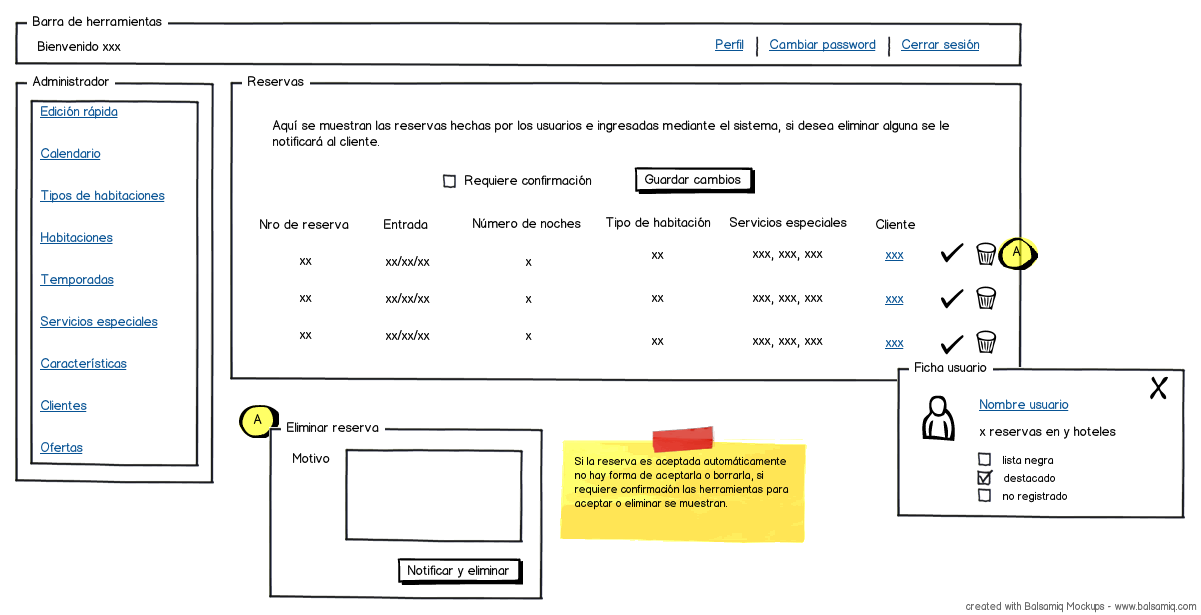 Barra de herramientas
Bienvenido xxx
Perfil
Cambiar password
Cerrar sesión
Administrador
Edición rápida
Calendario
Tipos de habitaciones
Habitaciones
Temporadas
Servicios especiales
Características
Clientes
Ofertas
Reservas
Aquí se muestran las reservas hechas por los usuarios e ingresadas mediante el sistema, si desea eliminar alguna se le
notificará al cliente.
Requiere confirmación
Guardar cambios
Nro de reserva Entrada Número de noches Tipo de habitación Servicios especiales Cliente
xx xx/xx/xx x xx xxx, xxx, xxx xxx A
xx xx/xx/xx x xx xxx, xxx, xxx xxx
xx xx/xx/xx x xx xxx, xxx, xxx xxx
A
Eliminar reserva
Motivo
Notificar y eliminar
Si la reserva es aceptada automáticamente
no hay forma de aceptarla o borrarla, si
requiere confirmación las herramientas para
aceptar o eliminar se muestran.
Ficha usuario
X
Nombre usuario
x reservas en y hoteles
lista negra
destacado
no registrado
created with Balsamiq Mockups - www.balsamiq.com